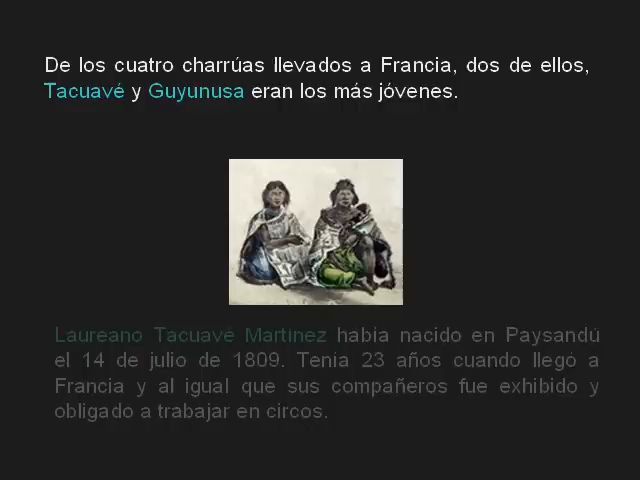 De los cuatro charrúas llevados a Francia, dos de ellos,
Tacuavé y Guyunusa eran los más jóvenes.
Laureano Tacuavé Martínez había nacido en Paysandú
el 14 de julio de 1809. Tenía 23 años cuando llegó a
Francia y al igual que sus compañeros fue exhibido y
obligado a trabajar en circos.